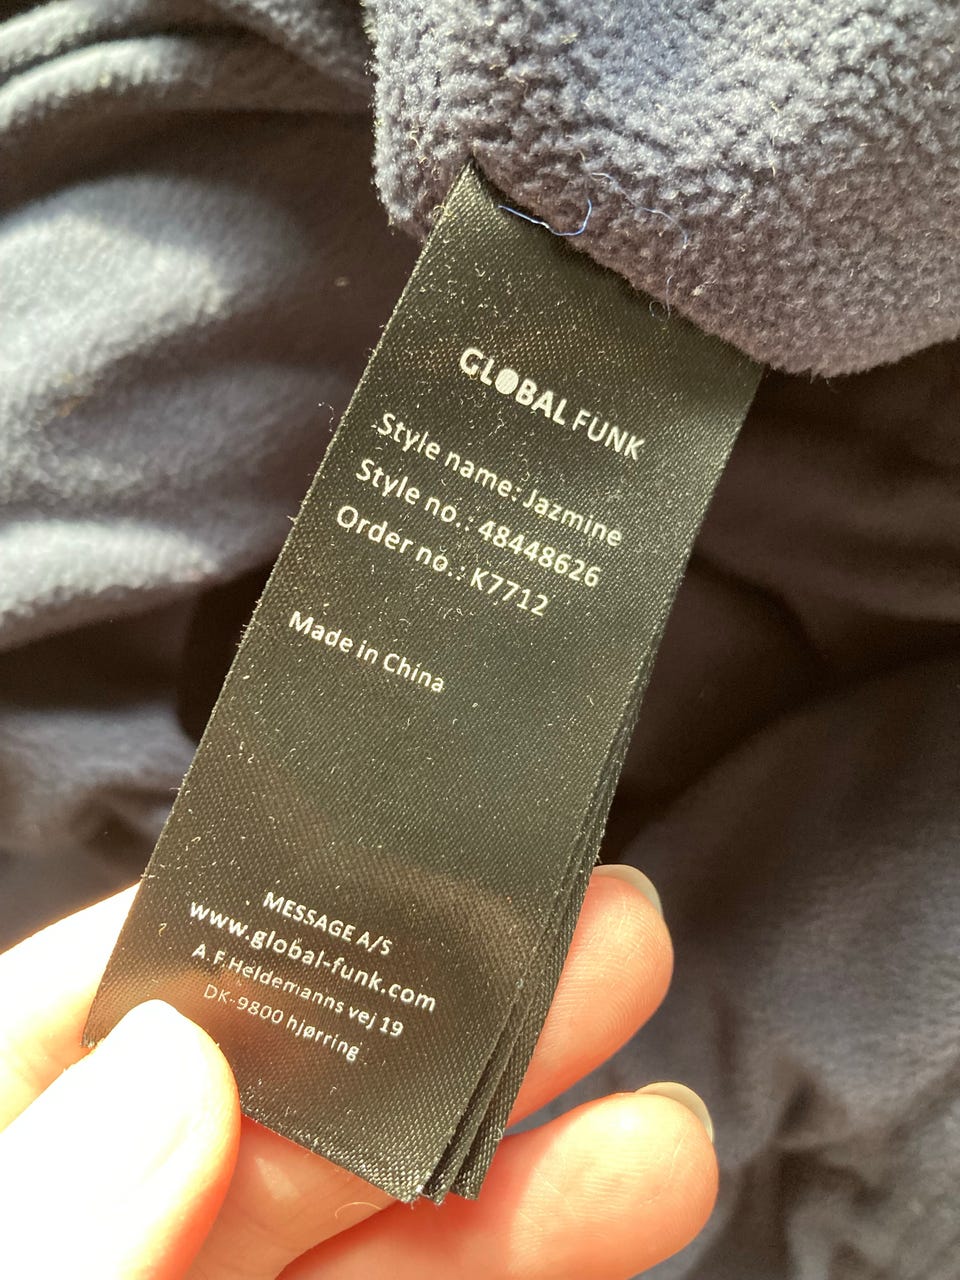 GLOBAL FUNK
Style name: Jazmine
Style no.: 48448626
Order no.: K7712
Made in China
MESSAGE A/S
www.global-funk.com
A F Heldemanns vej 19
DK-9800 hjørring